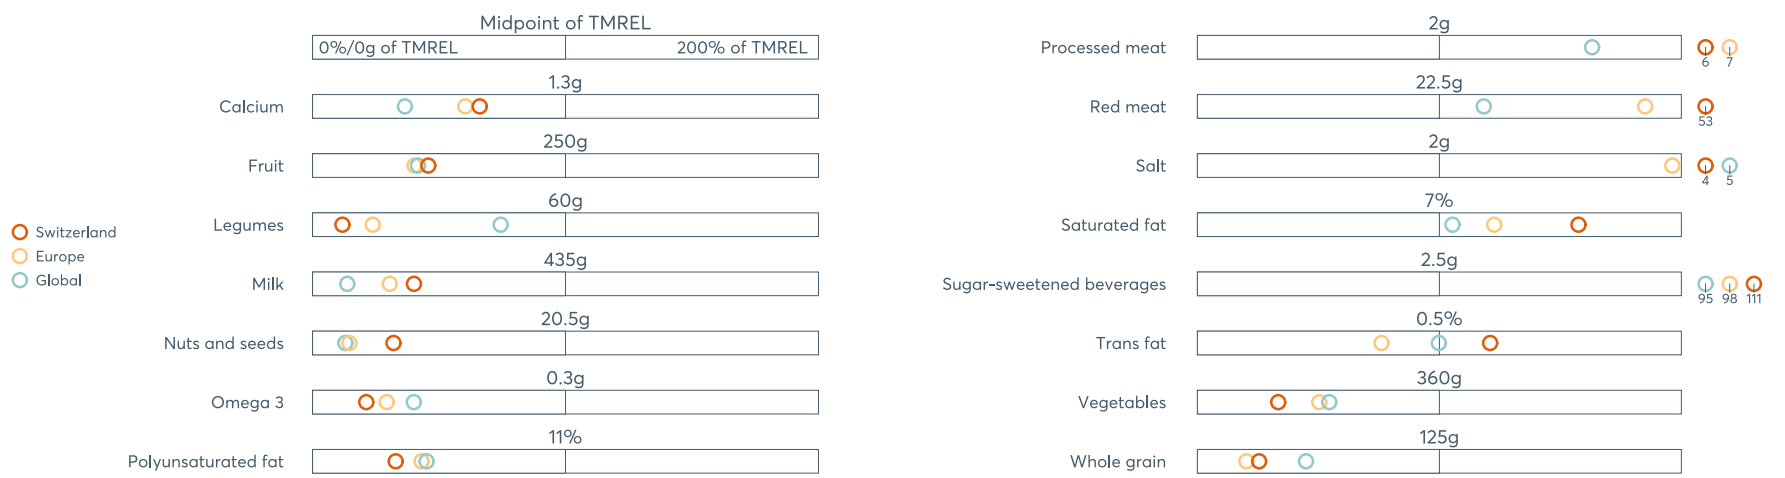 Midpoint of TMREL
0%/0g of TMREL 200% of TMREL
1.3g
Calcium
250g
Fruit
60g
Legumes
435g
Milk
20.5g
Nuts and seeds
0.3g
Omega 3
11%
Polyunsaturated fat
Switzerland
Europe
Global
2g
Processed meat
6 7
22.5g
Red meat
53
2g
Salt
4 5
7%
Saturated fat
2.5g
Sugar-sweetened beverages
95 98 111
0.5%
Trans fat
360g
Vegetables
125g
Whole grain